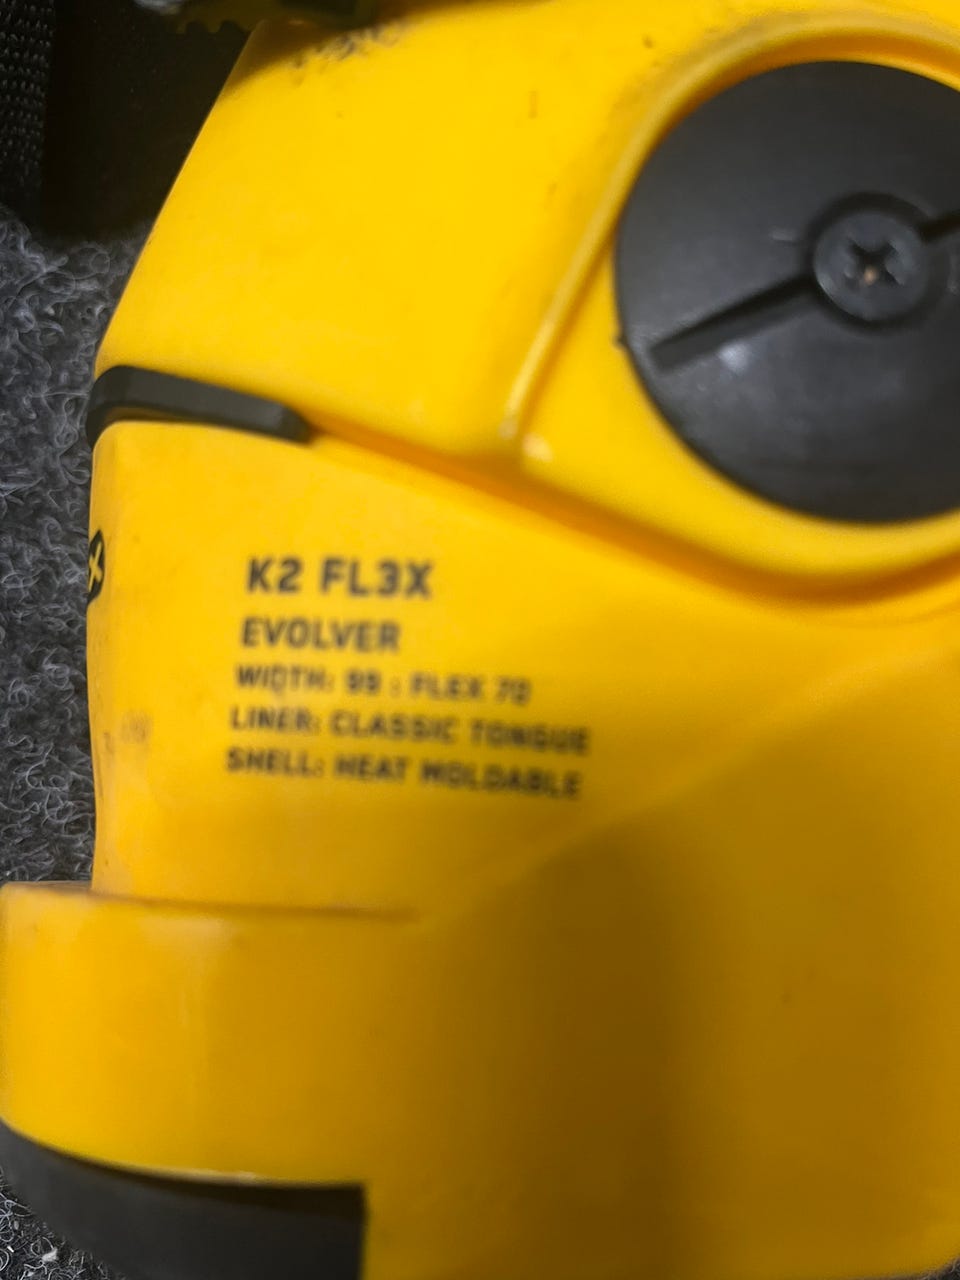 K2 FL3X
EVOLVER
WIDTH: 99 : FLEX 70
LINER: CLASSIC TONGUE
SHELL: HEAT MOLDABLE